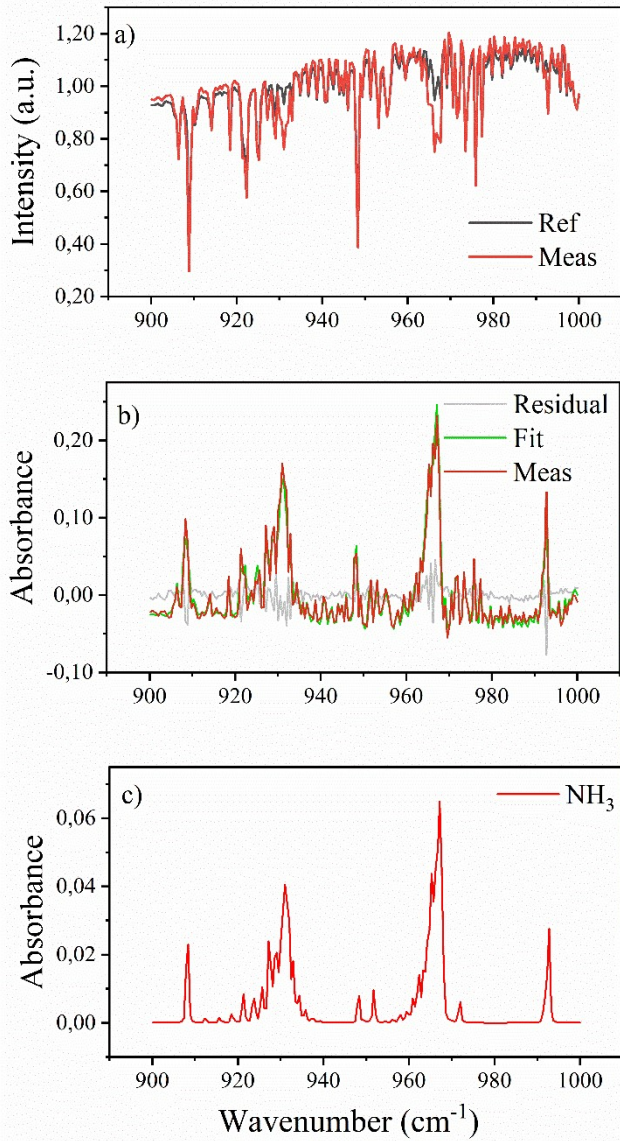 a)
Intensity (a.u.)
1,20
1,00
0,80
0,60
0,40
0,20
Ref
Meas
900 920 940 960 980 1000
b)
Absorbance
0,20
0,10
0,00
-0,10
Residual
Fit
Meas
900 920 940 960 980 1000
c)
Absorbance
0,06
0,04
0,02
0,00
NH₃
900 920 940 960 980 1000
Wavenumber (cm⁻¹)